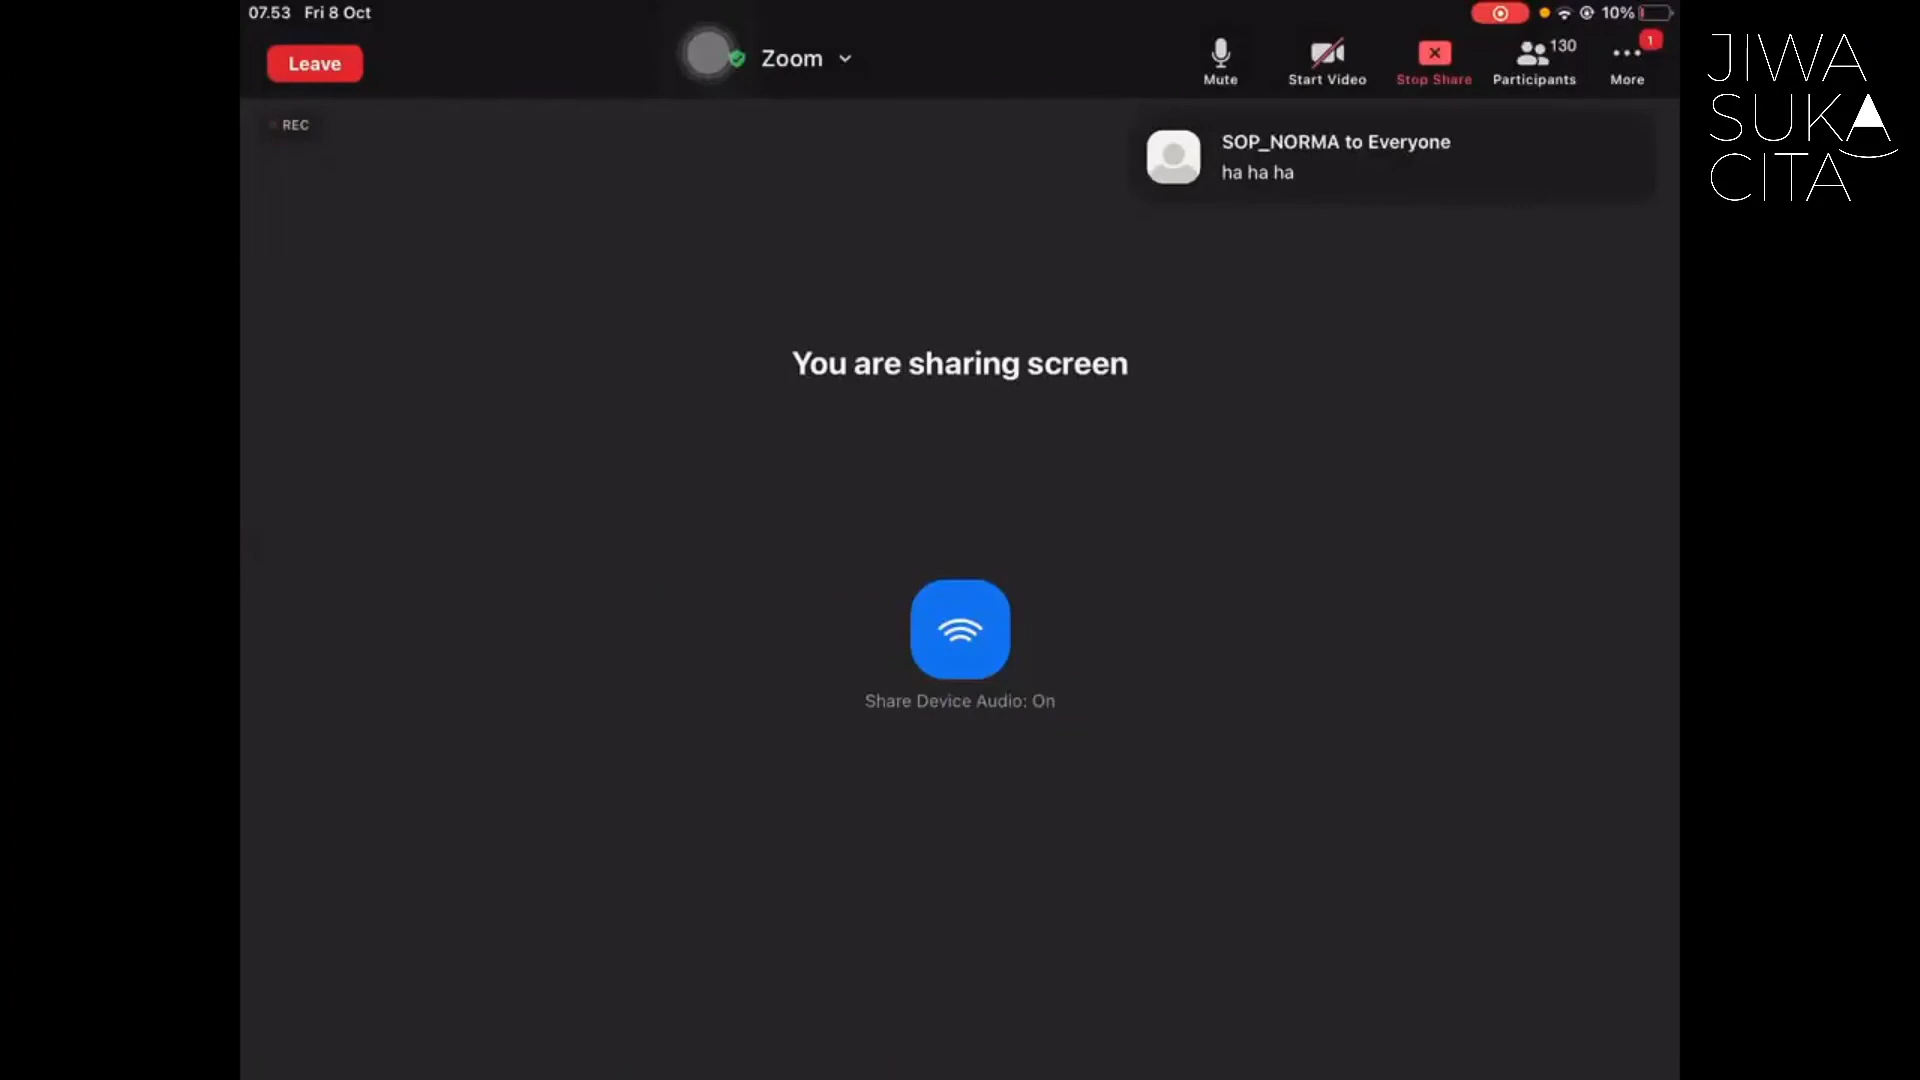 07.53 Fri 8 Oct
10%
Leave
Zoom
Mute
Start Video
Stop Share
130
Participants
1
More
REC
SOP_NORMA to Everyone
ha ha ha
JIWA
SUKA
CITA
You are sharing screen
Share Device Audio: On